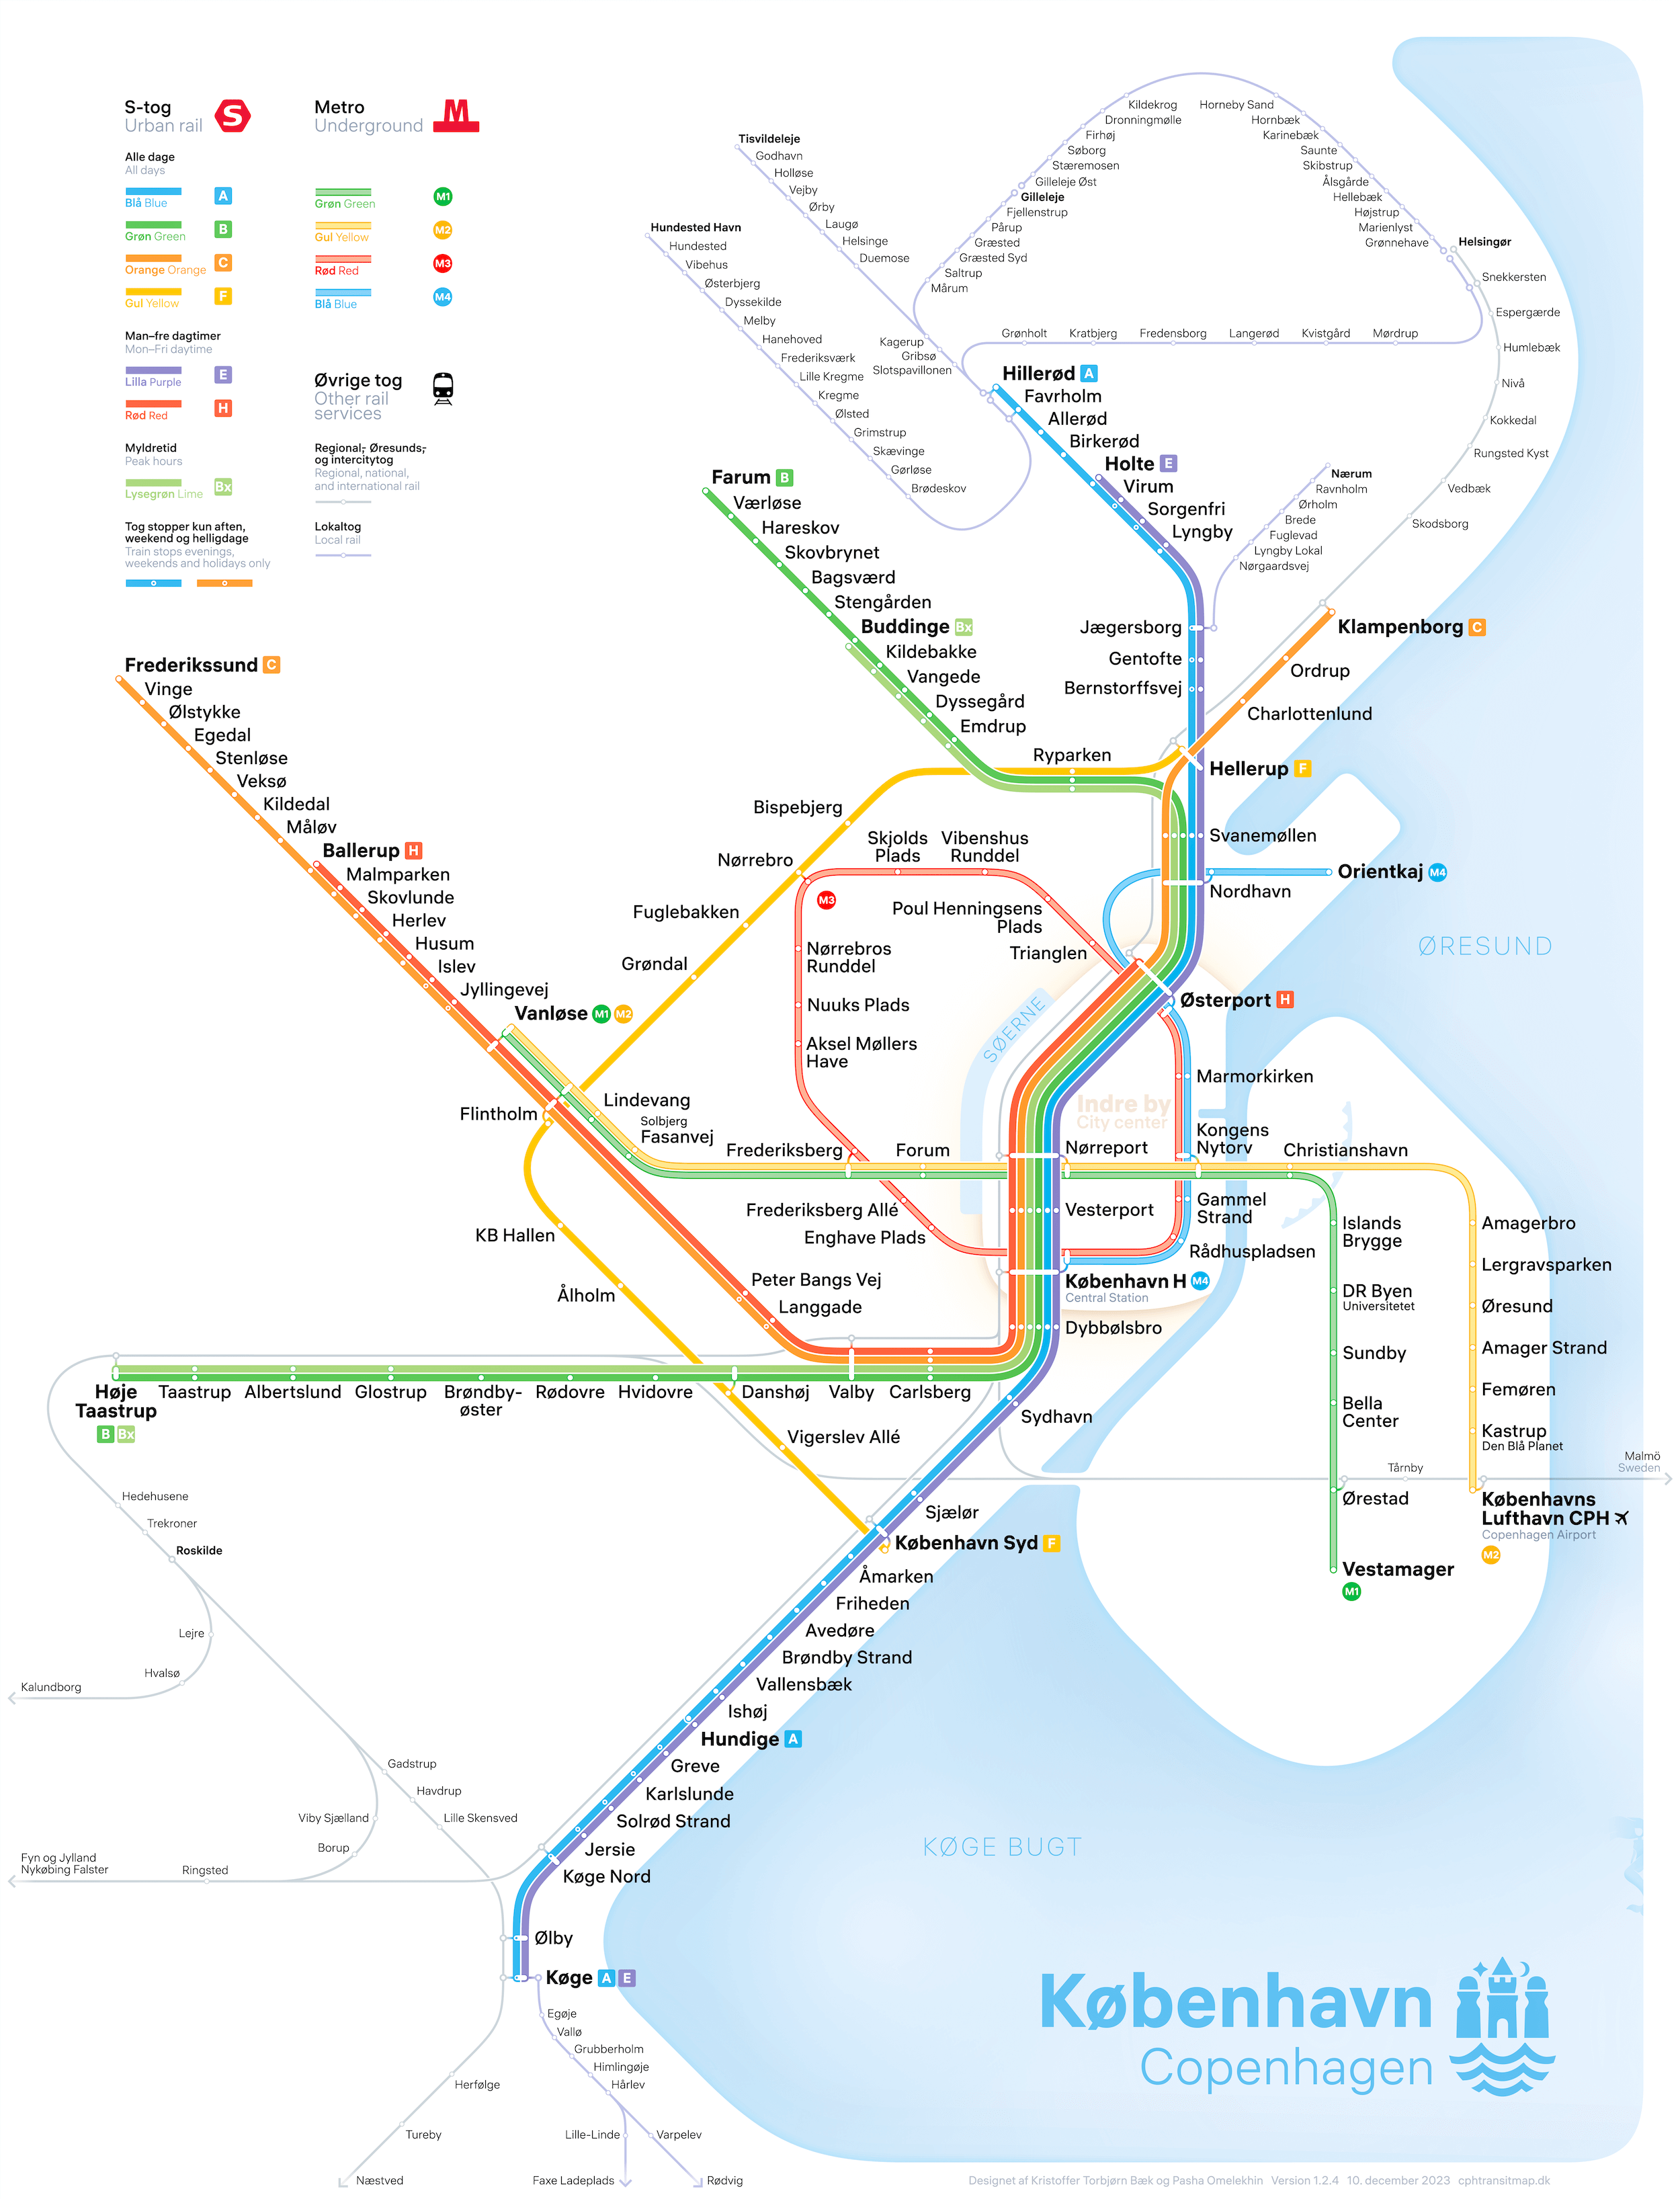 S-tog
Urban rail
S
Alle dage
All days
Blå Blue
A
Grøn Green
B
Orange Orange
C
Gul Yellow
F
Man–fre dagtimer
Mon–Fri daytime
Lilla Purple
E
Rød Red
H
Myldretid
Peak hours
Lysegrøn Lime
Bx
Tog stopper kun aften,
weekend og helligdage
Train stops evenings,
weekends and holidays only
Metro
Underground
M
Grøn Green
M1
Gul Yellow
M2
Rød Red
M3
Blå Blue
M4
Øvrige tog
Other rail
services
Regional-, Øresunds-,
og intercitytog
Regional, national,
and international rail
Lokaltog
Local rail
Tisvildeleje
Godhavn
Holløse
Vejby
Ørby
Laugø
Helsinge
Duemose
Hundested Havn
Hundested
Vibehus
Østerbjerg
Dyssekilde
Melby
Hanehoved
Frederiksværk
Lille Kregme
Kregme
Ølsted
Grimstrup
Skævinge
Gørløse
Brødeskov
Kildekrog
Dronningmølle
Firhøj
Søborg
Stæremosen
Gilleleje Øst
Gilleleje
Fjellenstrup
Pårup
Græsted
Græsted Syd
Saltrup
Mårum
Kagerup
Gribsø
Slotspavillonen
Horneby Sand
Hornbæk
Karinebæk
Saunte
Skibstrup
Ålsgårde
Hellebæk
Højstrup
Marienlyst
Grønnehave
Helsingør
Snekkersten
Espergærde
Humlebæk
Nivå
Kokkedal
Rungsted Kyst
Vedbæk
Skodsborg
Grønholt
Kratbjerg
Fredensborg
Langerød
Kvistgård
Mørdrup
Hillerød A
Favrholm
Allerød
Birkerød
Holte E
Virum
Sorgenfri
Lyngby
Nærum
Ravnholm
Ørholm
Brede
Fuglevad
Lyngby Lokal
Nørgaardsvej
Jægersborg
Gentofte
Bernstorffsvej
Klampenborg C
Ordrup
Charlottenlund
Hellerup F
Farum B
Værløse
Hareskov
Skovbrynet
Bagsværd
Stengården
Buddinge Bx
Kildebakke
Vangede
Dyssegård
Emdrup
Ryparken
Frederikssund C
Vinge
Ølstykke
Egedal
Stenløse
Veksø
Kildedal
Måløv
Ballerup H
Malmparken
Skovlunde
Herlev
Husum
Islev
Jyllingevej
Vanløse M1 M2
Flintholm
Bispebjerg
Nørrebro
Fuglebakken
Grøndal
M3
Skjolds
Plads
Vibenshus
Runddel
Poul Henningsens
Plads
Trianglen
Nørrebros
Runddel
Nuuks Plads
Aksel Møllers
Have
Svanemøllen
Nordhavn
Orientkaj M4
ØRESUND
SØERNE
Østerport H
Marmorkirken
Indre by
City center
Lindevang
Solbjerg
Fasanvej
Frederiksberg
Forum
Nørreport
Kongens
Nytorv
Christianshavn
Frederiksberg Allé
Enghave Plads
Vesterport
Gammel
Strand
Rådhuspladsen
København H M4
Central Station
Dybbølsbro
Islands
Brygge
DR Byen
Universitetet
Sundby
Bella
Center
Ørestad
Vestamager
M1
Amagerbro
Lergravsparken
Øresund
Amager Strand
Femøren
Kastrup
Den Blå Planet
Københavns
Lufthavn CPH
Copenhagen Airport
M2
Tårnby
Malmö
Sweden
KB Hallen
Ålholm
Peter Bangs Vej
Langgade
Høje
Taastrup
B Bx
Taastrup
Albertslund
Glostrup
Brøndby-
øster
Rødovre
Hvidovre
Danshøj
Valby
Carlsberg
Sydhavn
Vigerslev Allé
Sjælør
København Syd F
Åmarken
Friheden
Avedøre
Brøndby Strand
Vallensbæk
Ishøj
Hundige A
Greve
Karlslunde
Solrød Strand
Jersie
Køge Nord
Ølby
Køge A E
Hedehusene
Trekroner
Roskilde
Lejre
Hvalsø
Kalundborg
Gadstrup
Havdrup
Lille Skensved
Viby Sjælland
Borup
Fyn og Jylland
Nykøbing Falster
Ringsted
Egøje
Vallø
Grubberholm
Himlingøje
Hårlev
Lille-Linde
Varpelev
Faxe Ladeplads
Rødvig
Herfølge
Tureby
Næstved
KØGE BUGT
København
Copenhagen
Designet af Kristoffer Torbjørn Bæk og Pasha Omelekhin Version 1.2.4 10. december 2023 cphtransitmap.dk